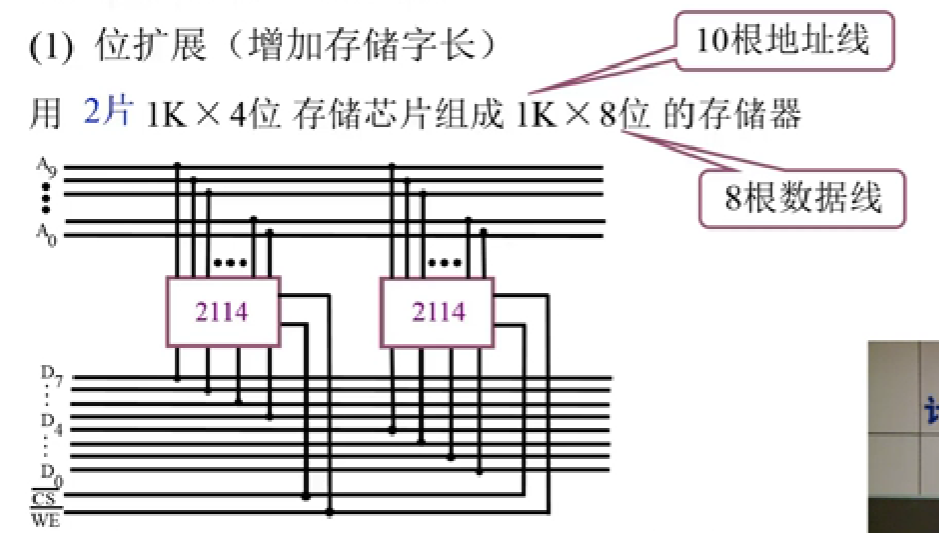 (1) 位扩展（增加存储字长）
10根地址线
用 2片 1K×4位 存储芯片组成 1K×8位 的存储器
8根数据线
A9
A0
2114
2114
D7
D4
D0
CS
WE